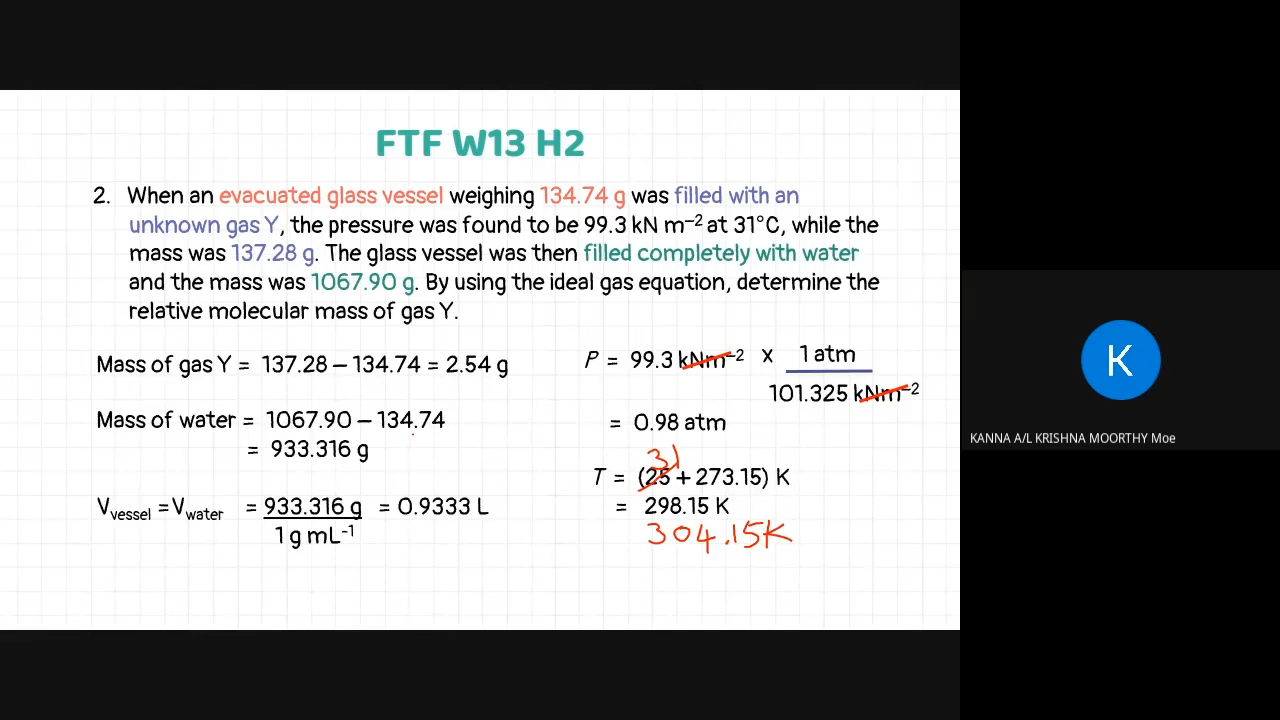 FTF W13 H2
2. When an evacuated glass vessel weighing 134.74 g was filled with an
unknown gas Y, the pressure was found to be 99.3 kN m⁻² at 31°C, while the
mass was 137.28 g. The glass vessel was then filled completely with water
and the mass was 1067.90 g. By using the ideal gas equation, determine the
relative molecular mass of gas Y.
Mass of gas Y = 137.28 – 134.74 = 2.54 g
Mass of water = 1067.90 – 134.74
= 933.316 g
V vessel = V water = 933.316 g = 0.9333 L
1 g mL⁻¹
P = 99.3 kNm⁻² x 1 atm
101.325 kNm⁻²
= 0.98 atm
31
T = (25 + 273.15) K
= 298.15 K
304.15K
K
KANNA A/L KRISHNA MOORTHY Moe